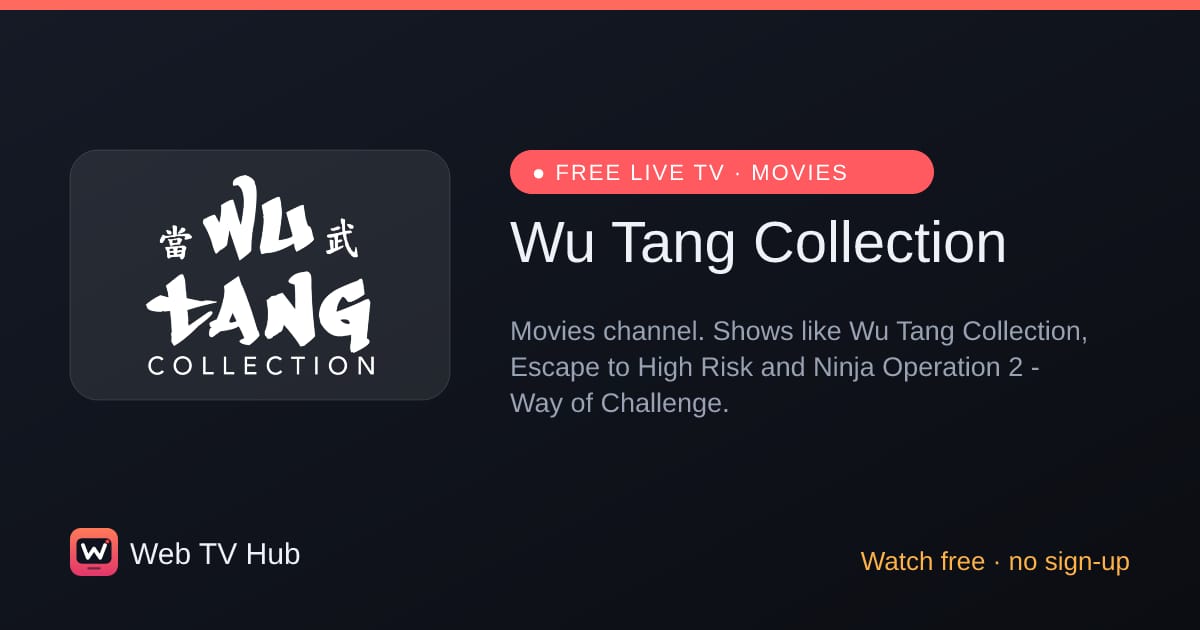 當 WU 武
TANG
COLLECTION
FREE LIVE TV · MOVIES
Wu Tang Collection
Movies channel. Shows like Wu Tang Collection,
Escape to High Risk and Ninja Operation 2 -
Way of Challenge.
W
Web TV Hub
Watch free · no sign-up